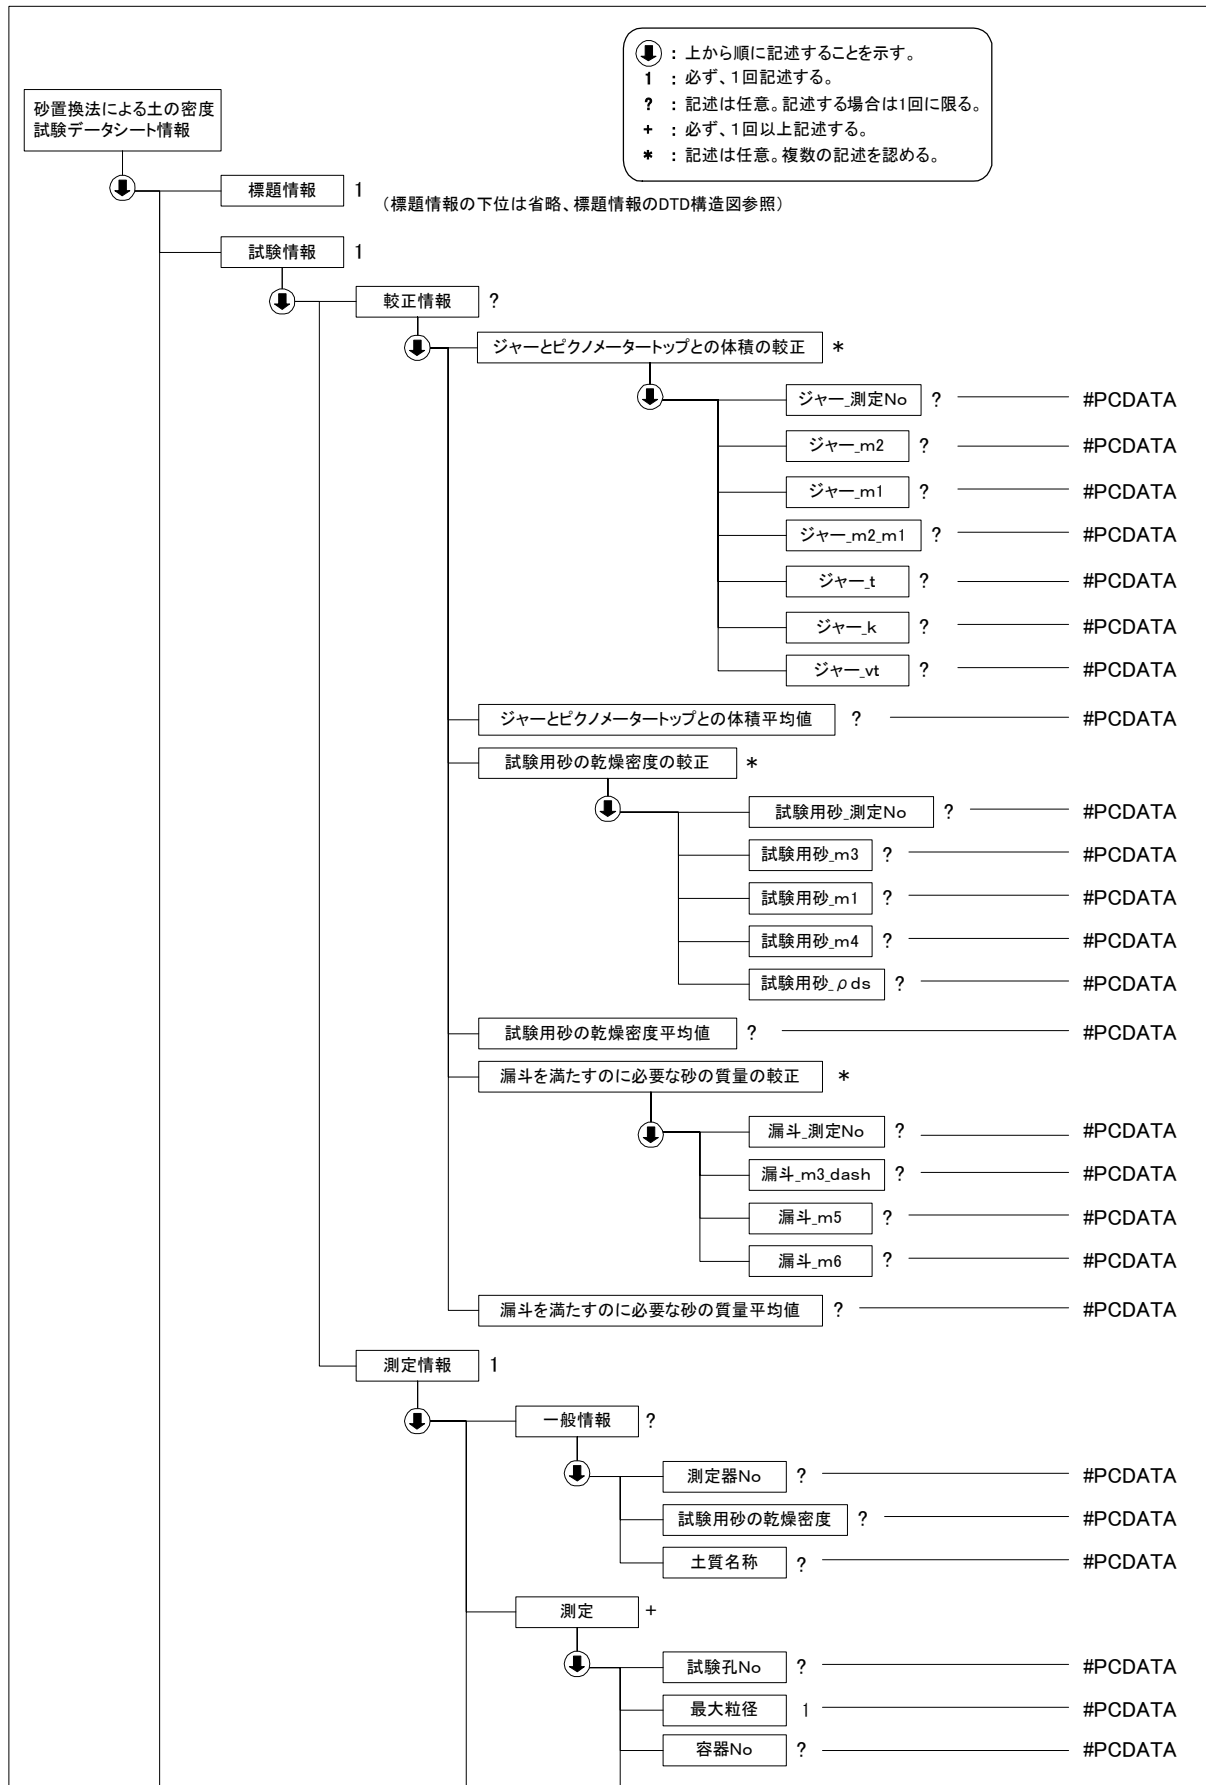 ：上から順に記述することを示す。
1：必ず、1回記述する。
?：記述は任意。記述する場合は1回に限る。
+：必ず、1回以上記述する。
*：記述は任意。複数の記述を認める。
砂置換法による土の密度
試験データシート情報
標題情報 1
（標題情報の下位は省略、標題情報のDTD構造図参照）
試験情報 1
較正情報 ?
ジャーとピクノメータートップとの体積の較正 *
ジャー_測定No ? #PCDATA
ジャー_m2 ? #PCDATA
ジャー_m1 ? #PCDATA
ジャー_m2_m1 ? #PCDATA
ジャー_t ? #PCDATA
ジャー_k ? #PCDATA
ジャー_vt ? #PCDATA
ジャーとピクノメータートップとの体積平均値 ? #PCDATA
試験用砂の乾燥密度の較正 *
試験用砂_測定No ? #PCDATA
試験用砂_m3 ? #PCDATA
試験用砂_m1 ? #PCDATA
試験用砂_m4 ? #PCDATA
試験用砂_ρds ? #PCDATA
試験用砂の乾燥密度平均値 ? #PCDATA
漏斗を満たすのに必要な砂の質量の較正 *
漏斗_測定No ? #PCDATA
漏斗_m3_dash ? #PCDATA
漏斗_m5 ? #PCDATA
漏斗_m6 ? #PCDATA
漏斗を満たすのに必要な砂の質量平均値 ? #PCDATA
測定情報 1
一般情報 ?
測定器No ? #PCDATA
試験用砂の乾燥密度 ? #PCDATA
土質名称 ? #PCDATA
測定 +
試験孔No ? #PCDATA
最大粒径 1 #PCDATA
容器No ? #PCDATA